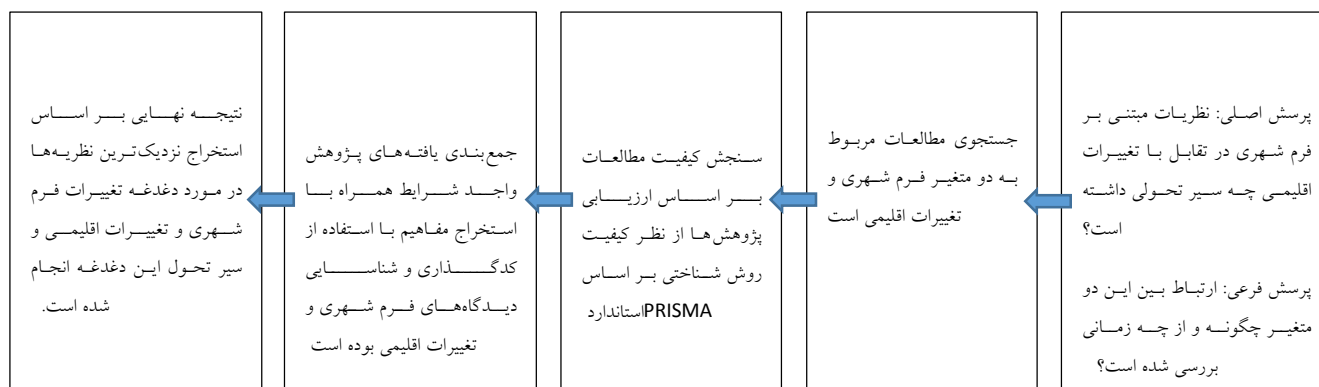 پرسش اصلی: نظریات مبتنی بر
فرم شهری در تقابل با تغییرات
اقلیمی چه سیر تحولی داشته
است؟
پرسش فرعی: ارتباط بین این دو
متغیر چگونه و از چه زمانی
بررسی شده است؟
جستجوی مطالعات مربوط
به دو متغیر فرم شهری و
تغییرات اقلیمی است
سنجش کیفیت مطالعات
بر اساس ارزیابی
پژوهش‌ها از نظر کیفیت
روش شناختی بر اساس
PRISMAاستاندارد
جمع‌بندی یافته‌های پژوهش
واجد شرایط همراه با
استخراج مفاهیم با استفاده از
کدگذاری و شناسایی
دیدگاه‌های فرم شهری و
تغییرات اقلیمی بوده است
نتیجه نهایی بر اساس
استخراج نزدیک‌ترین نظریه‌ها
در مورد دغدغه تغییرات فرم
شهری و تغییرات اقلیمی و
سیر تحول این دغدغه انجام
شده است.